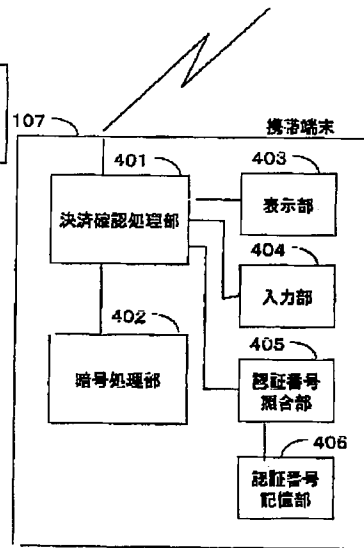 107
携帯端末
401
決済確認処理部
403
表示部
404
入力部
402
暗号処理部
405
認証番号
照合部
406
認証番号
記憶部